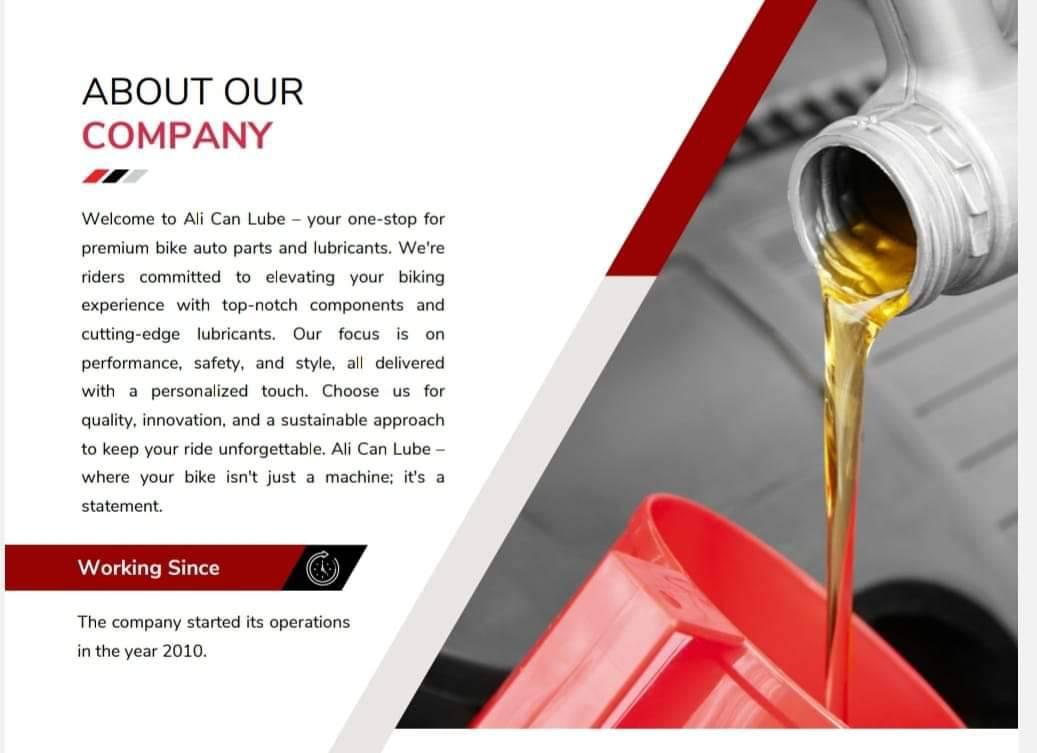 ABOUT OUR
COMPANY
Welcome to Ali Can Lube – your one-stop for
premium bike auto parts and lubricants. We're
riders committed to elevating your biking
experience with top-notch components and
cutting-edge lubricants. Our focus is on
performance, safety, and style, all delivered
with a personalized touch. Choose us for
quality, innovation, and a sustainable approach
to keep your ride unforgettable. Ali Can Lube –
where your bike isn't just a machine; it's a
statement.
Working Since
The company started its operations
in the year 2010.